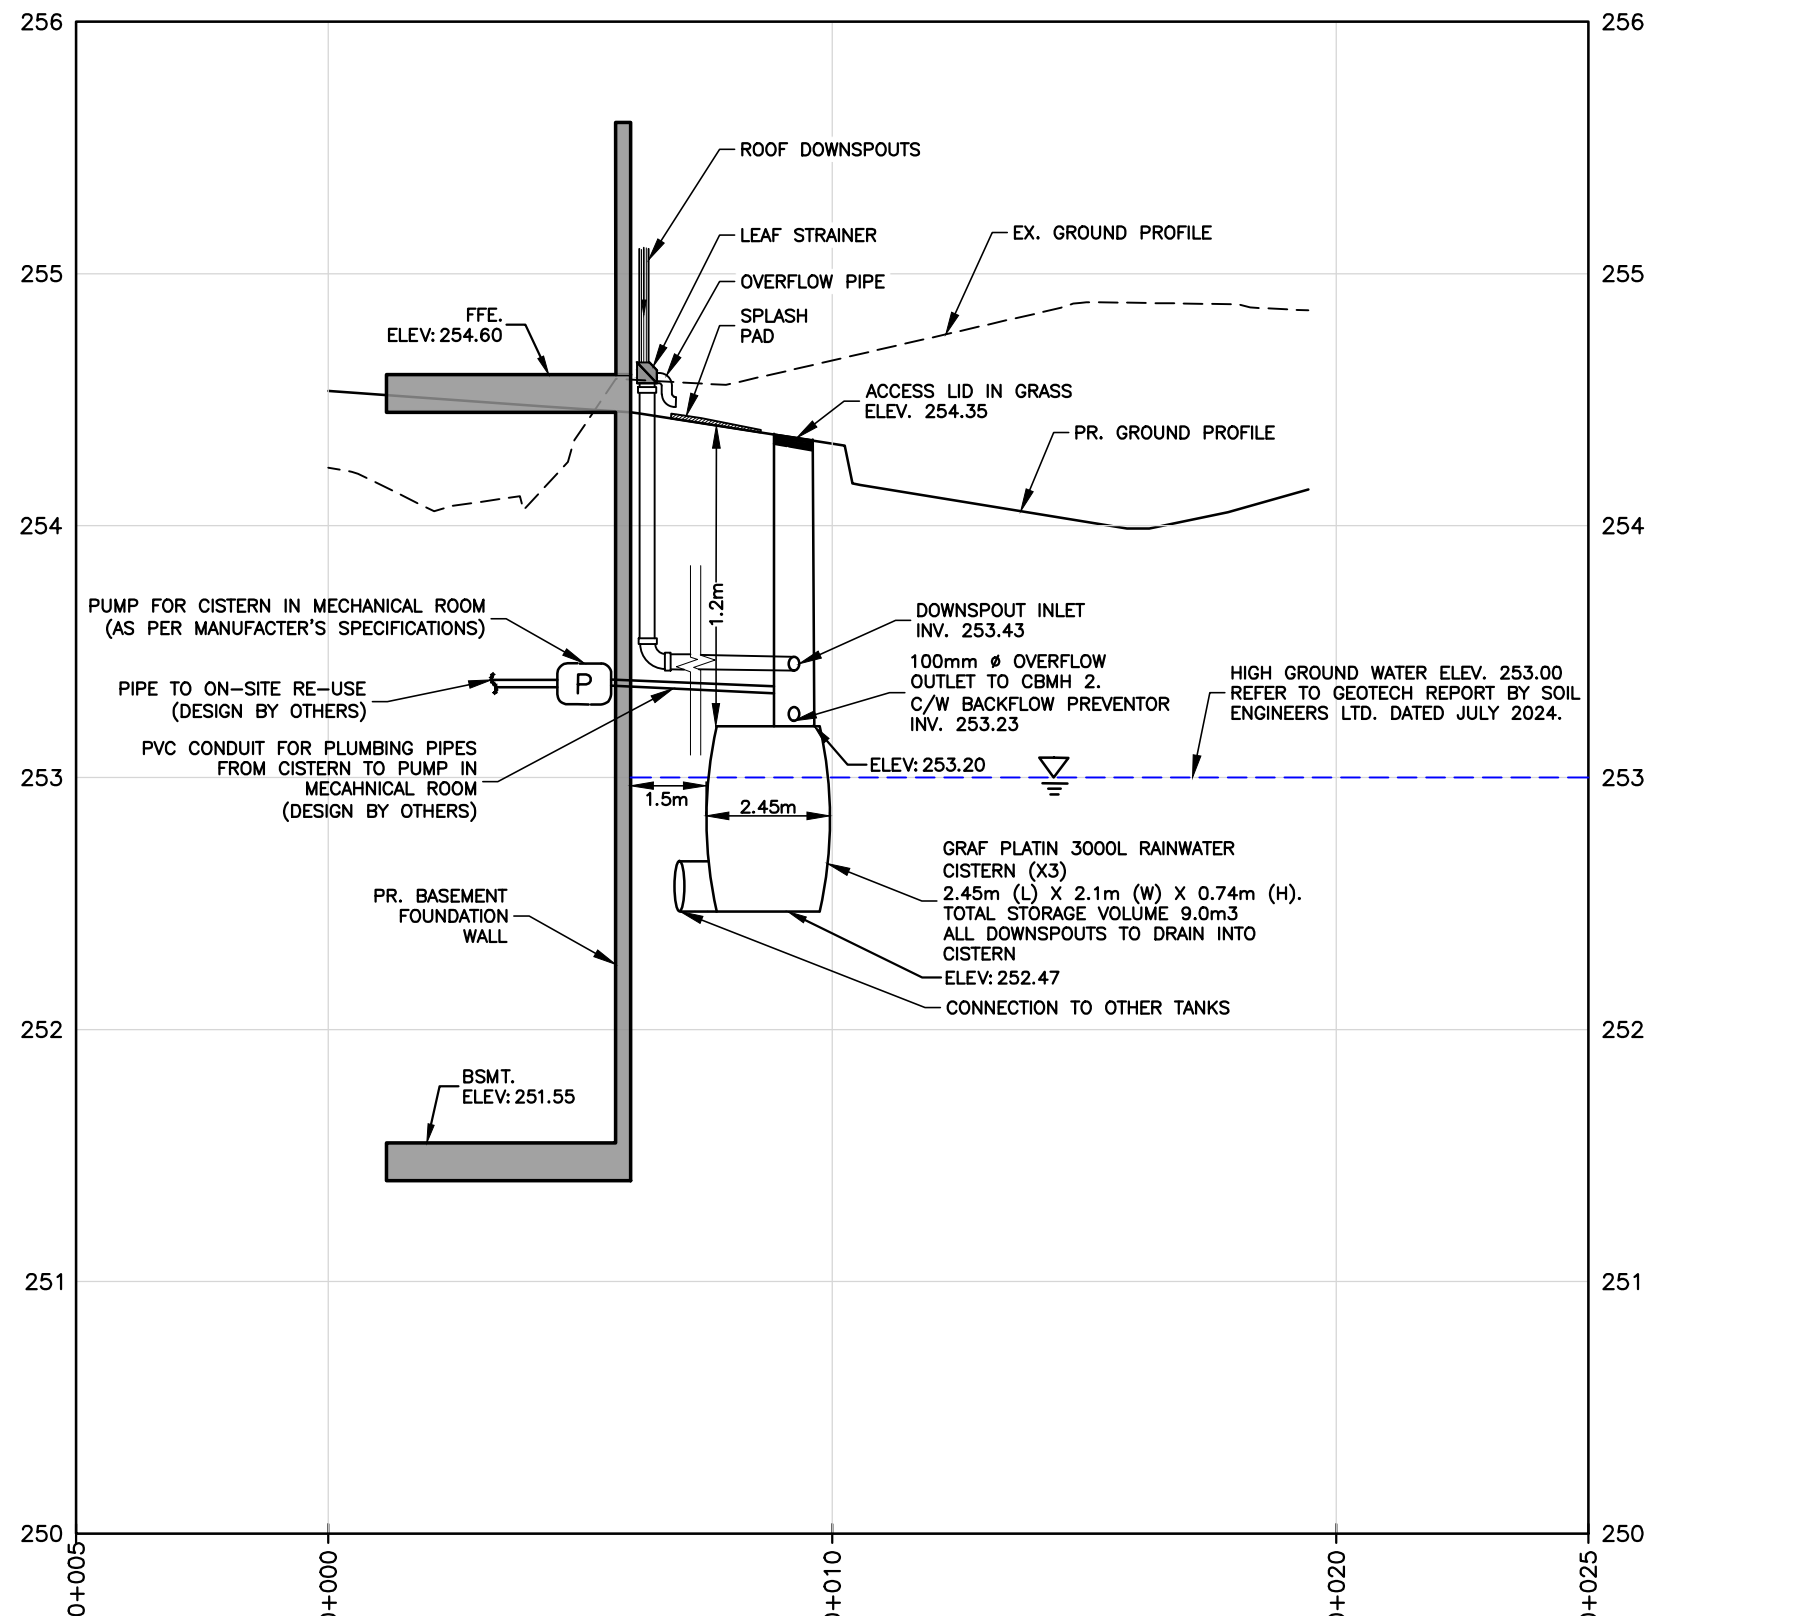 256
256
ROOF DOWNSPOUTS
EX. GROUND PROFILE
LEAF STRAINER
255
255
OVERFLOW PIPE
FFE.
ELEV: 254.60
SPLASH
PAD
ACCESS LID IN GRASS
ELEV. 254.35
PR. GROUND PROFILE
254
254
1.2m
PUMP FOR CISTERN IN MECHANICAL ROOM
(AS PER MANUFACTER'S SPECIFICATIONS)
DOWNSPOUT INLET
INV. 253.43
P
100mm ø OVERFLOW
OUTLET TO CBMH 2.
C/W BACKFLOW PREVENTOR
INV. 253.23
HIGH GROUND WATER ELEV. 253.00
REFER TO GEOTECH REPORT BY SOIL
ENGINEERS LTD. DATED JULY 2024.
PIPE TO ON-SITE RE-USE
(DESIGN BY OTHERS)
PVC CONDUIT FOR PLUMBING PIPES
FROM CISTERN TO PUMP IN
MECAHNICAL ROOM
(DESIGN BY OTHERS)
ELEV: 253.20
253
253
1.5m
2.45m
GRAF PLATIN 3000L RAINWATER
CISTERN (X3)
2.45m (L) X 2.1m (W) X 0.74m (H).
TOTAL STORAGE VOLUME 9.0m3
ALL DOWNSPOUTS TO DRAIN INTO
CISTERN
PR. BASEMENT
FOUNDATION
WALL
ELEV: 252.47
CONNECTION TO OTHER TANKS
252
252
BSMT.
ELEV: 251.55
251
251
250
250
0+005
0+000
0+010
0+020
0+025